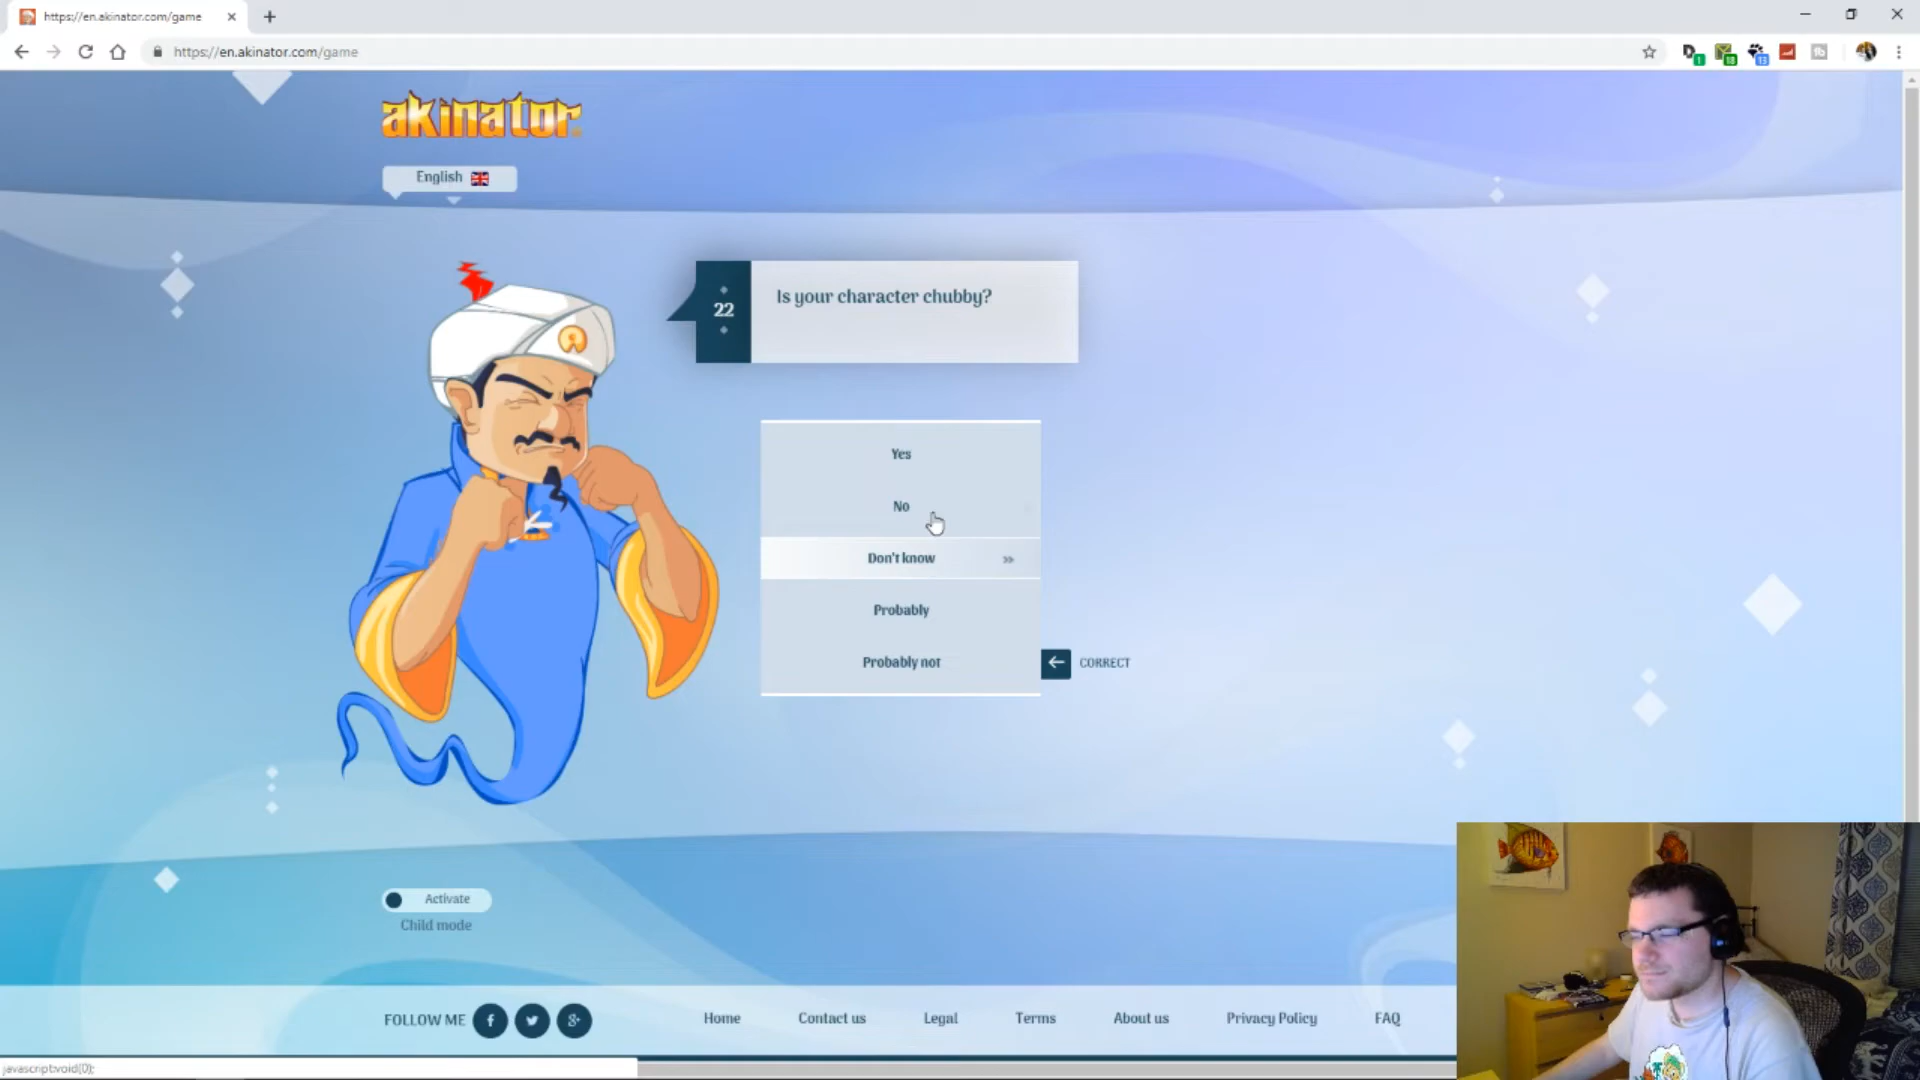 https://en.akinator.com/game
https://en.akinator.com/game
akinator
English
22
Is your character chubby?
Yes
No
Don't know
Probably
Probably not
CORRECT
Activate
Child mode
FOLLOW ME
Home
Contact us
Legal
Terms
About us
Privacy Policy
FAQ
javascript:void(0);